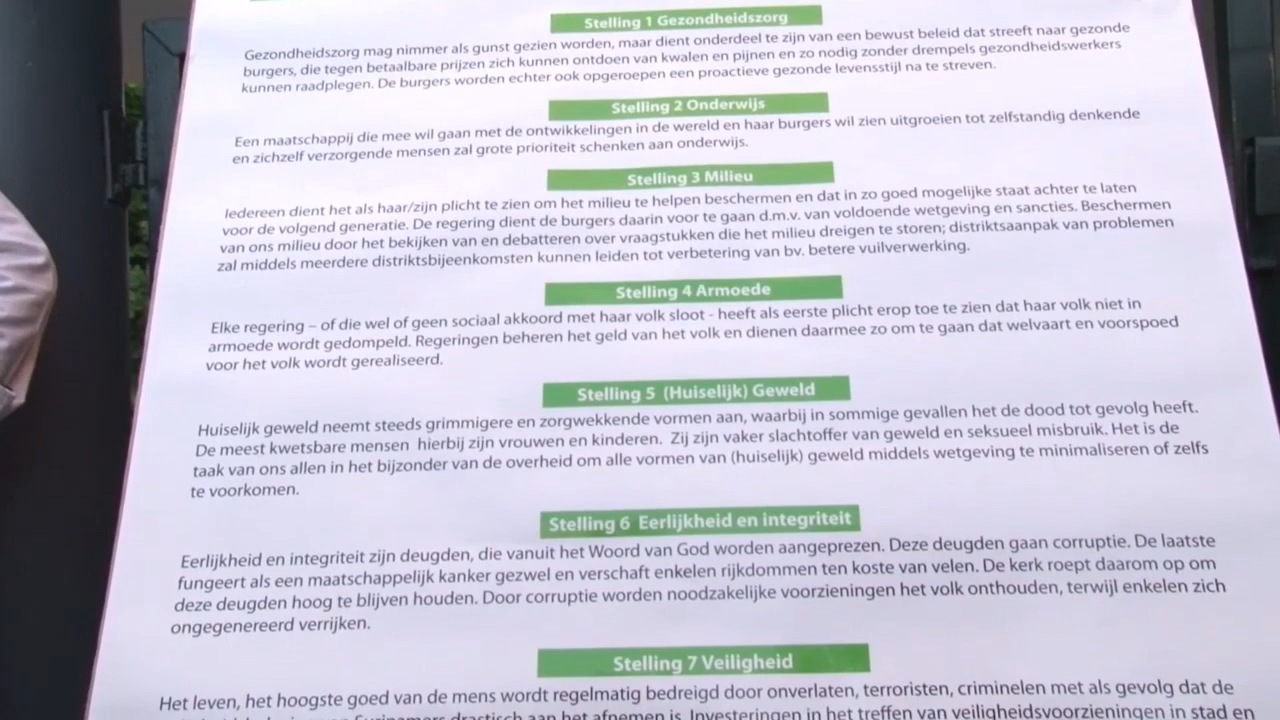 Stelling 1 Gezondheidszorg
Gezondheidszorg mag nimmer als gunst gezien worden, maar dient onderdeel te zijn van een bewust beleid dat streeft naar gezonde
burgers, die tegen betaalbare prijzen zich kunnen ontdoen van kwalen en pijnen en zo nodig zonder drempels gezondheidswerkers
kunnen raadplegen. De burgers worden echter ook opgeroepen een proactieve gezonde levensstijl na te streven.
Stelling 2 Onderwijs
Een maatschappij die mee wil gaan met de ontwikkelingen in de wereld en haar burgers wil zien uitgroeien tot zelfstandig denkende
en zichzelf verzorgende mensen zal grote prioriteit schenken aan onderwijs.
Stelling 3 Milieu
Iedereen dient het als haar/zijn plicht te zien om het milieu te helpen beschermen en dat in zo goed mogelijke staat achter te laten
voor de volgend generatie. De regering dient de burgers daarin voor te gaan d.m.v. van voldoende wetgeving en sancties. Beschermen
van ons milieu door het bekijken van en debatteren over vraagstukken die het milieu dreigen te storen; distriktsaanpak van problemen
zal middels meerdere distriktsbijeenkomsten kunnen leiden tot verbetering van bv. betere vuilverwerking.
Stelling 4 Armoede
Elke regering – of die wel of geen sociaal akkoord met haar volk sloot - heeft als eerste plicht erop toe te zien dat haar volk niet in
armoede wordt gedompeld. Regeringen beheren het geld van het volk en dienen daarmee zo om te gaan dat welvaart en voorspoed
voor het volk wordt gerealiseerd.
Stelling 5 (Huiselijk) Geweld
Huiselijk geweld neemt steeds grimmigere en zorgwekkende vormen aan, waarbij in sommige gevallen het de dood tot gevolg heeft.
De meest kwetsbare mensen hierbij zijn vrouwen en kinderen. Zij zijn vaker slachtoffer van geweld en seksueel misbruik. Het is de
taak van ons allen in het bijzonder van de overheid om alle vormen van (huiselijk) geweld middels wetgeving te minimaliseren of zelfs
te voorkomen.
Stelling 6 Eerlijkheid en integriteit
Eerlijkheid en integriteit zijn deugden, die vanuit het Woord van God worden aangeprezen. Deze deugden gaan corruptie. De laatste
fungeert als een maatschappelijk kanker gezwel en verschaft enkelen rijkdommen ten koste van velen. De kerk roept daarom op om
deze deugden hoog te blijven houden. Door corruptie worden noodzakelijke voorzieningen het volk onthouden, terwijl enkelen zich
ongegenereerd verrijken.
Stelling 7 Veiligheid
Het leven, het hoogste goed van de mens wordt regelmatig bedreigd door onverlaten, terroristen, criminelen met als gevolg dat de
drastisch aan het afnemen is. Investeringen in het treffen van veiligheidsvoorzieningen in stad en